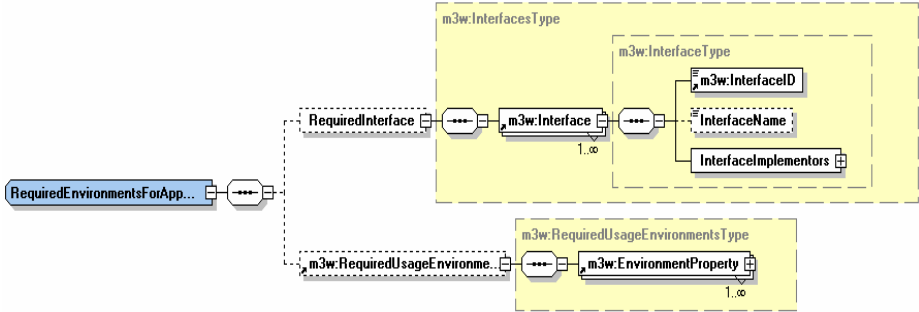 m3w:InterfacesType
m3w:InterfaceType
m3w:InterfaceID
RequiredInterface
m3w:Interface
InterfaceName
1..∞
InterfaceImplementors
RequiredEnvironmentsForApp...
m3w:RequiredUsageEnvironmentsType
m3w:RequiredUsageEnvironme...
m3w:EnvironmentProperty
1..∞